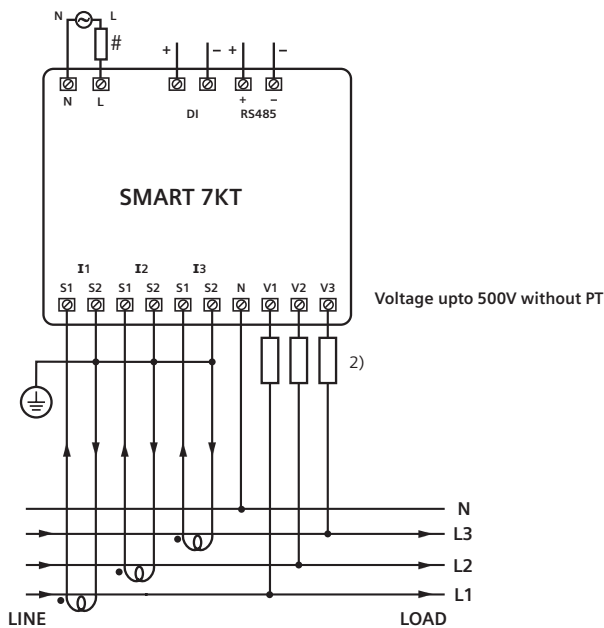 N L
#
+ – + –
N L + –
DI RS485
SMART 7KT
I1 I2 I3
S1 S2 S1 S2 S1 S2 N V1 V2 V3
Voltage upto 500V without PT
2)
N
L3
L2
L1
LINE LOAD